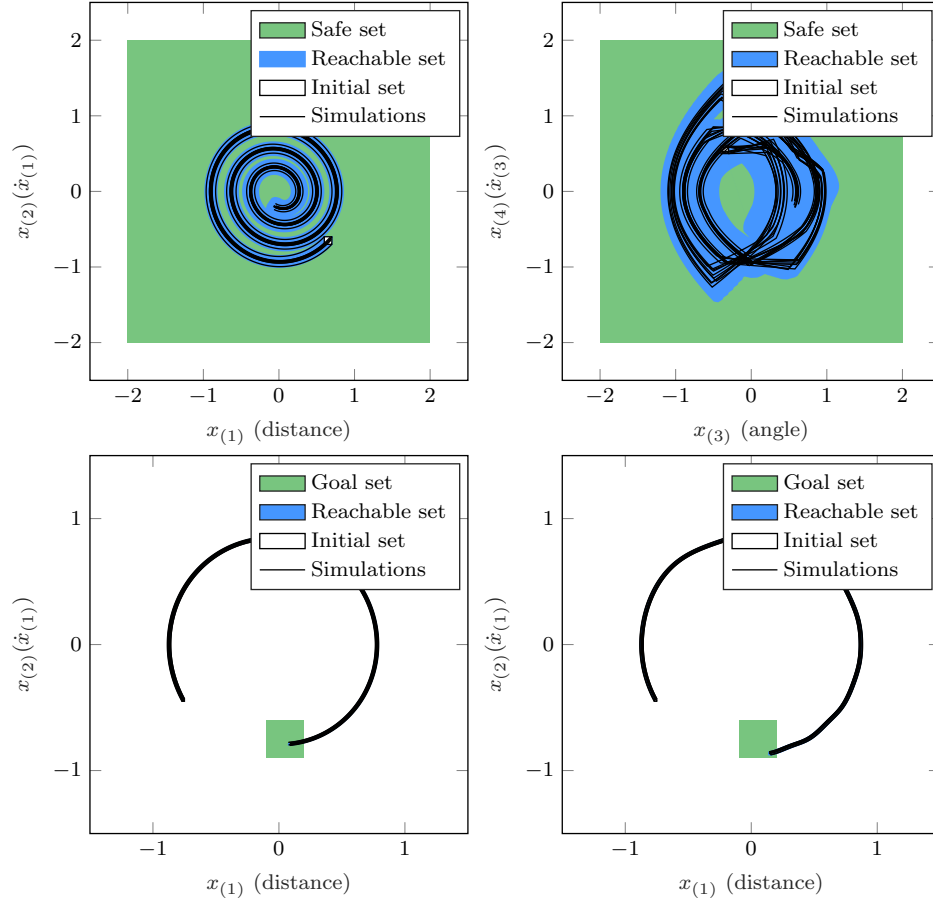 Safe set
Reachable set
Initial set
Simulations
2
1
0
−1
−2
−2 −1 0 1 2
x(2)(ẋ(1))
x(1) (distance)
Safe set
Reachable set
Initial set
Simulations
2
1
0
−1
−2
−2 −1 0 1 2
x(4)(ẋ(3))
x(3) (angle)
Goal set
Reachable set
Initial set
Simulations
1
0
−1
−1 0 1
x(2)(ẋ(1))
x(1) (distance)
Goal set
Reachable set
Initial set
Simulations
1
0
−1
−1 0 1
x(2)(ẋ(1))
x(1) (distance)